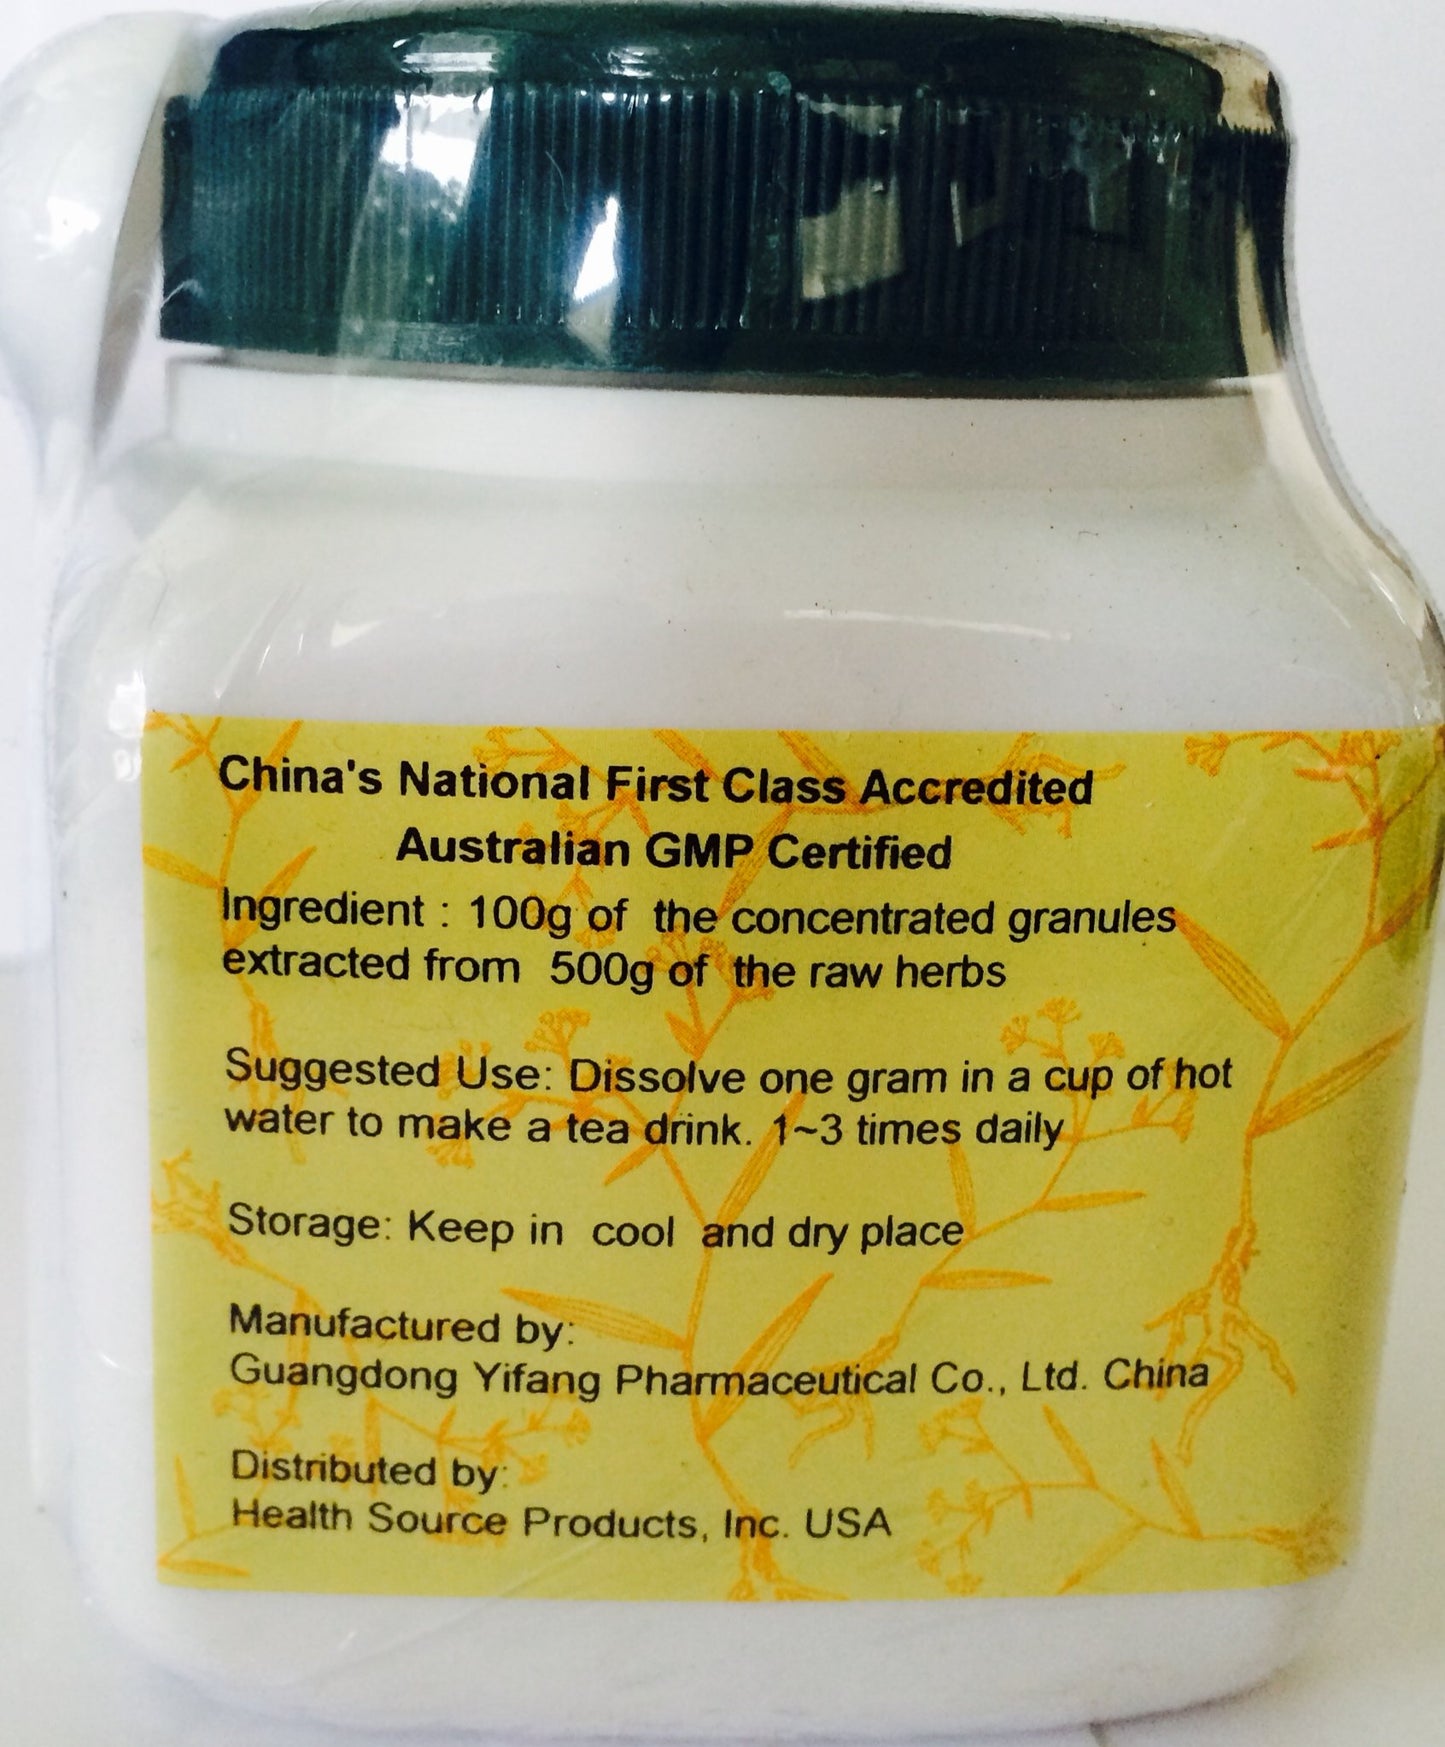 China's National First Class Accredited
Australian GMP Certified
Ingredient : 100g of the concentrated granules
extracted from 500g of the raw herbs
Suggested Use: Dissolve one gram in a cup of hot
water to make a tea drink. 1~3 times daily
Storage: Keep in cool and dry place
Manufactured by:
Guangdong Yifang Pharmaceutical Co., Ltd. China
Distributed by:
Health Source Products, Inc. USA